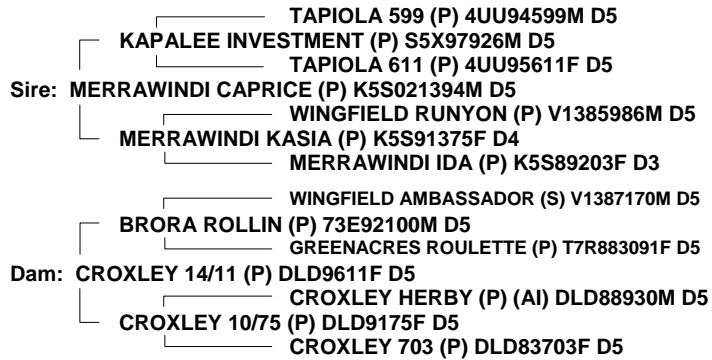 TAPIOLA 599 (P) 4UU94599M D5
KAPALEE INVESTMENT (P) S5X97926M D5
TAPIOLA 611 (P) 4UU95611F D5
Sire: MERRAWINDI CAPRICE (P) K5S021394M D5
WINGFIELD RUNYON (P) V1385986M D5
MERRAWINDI KASIA (P) K5S91375F D4
MERRAWINDI IDA (P) K5S89203F D3
WINGFIELD AMBASSADOR (S) V1387170M D5
BRORA ROLLIN (P) 73E92100M D5
GREENACRES ROULETTE (P) T7R883091F D5
Dam: CROXLEY 14/11 (P) DLD9611F D5
CROXLEY HERBY (P) (AI) DLD88930M D5
CROXLEY 10/75 (P) DLD9175F D5
CROXLEY 703 (P) DLD83703F D5